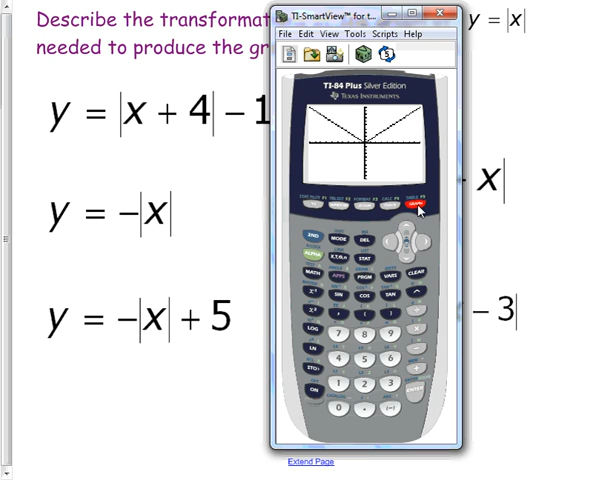 Describe the transformat
y = |x|
needed to produce the gr
TI-SmartView™ for t...
File Edit View Tools Scripts Help
TI-84 Plus Silver Edition
TEXAS INSTRUMENTS
y = |x + 4| − 1
x|
y = −|x|
y = −|x| + 5
− 3|
GRAPH
2ND MODE DEL
ALPHA X,T,Θ,n STAT
MATH APPS PRGM VARS CLEAR
SIN COS TAN ^
x² , ( ) ÷
LOG 7 8 9 ×
LN 4 5 6 −
STO▸ 1 2 3 +
ON 0 . (−) ENTER
Extend Page